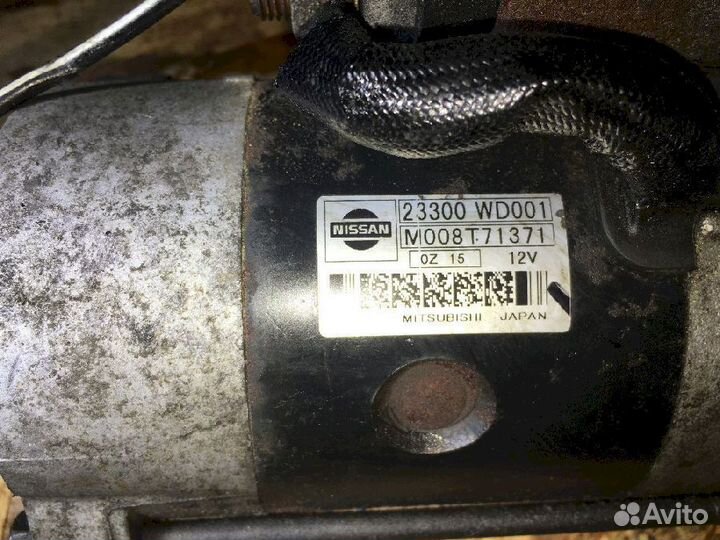 NISSAN
23300 WD001
M008T71371
0Z 15 12V
MITSUBISHI JAPAN
Avito